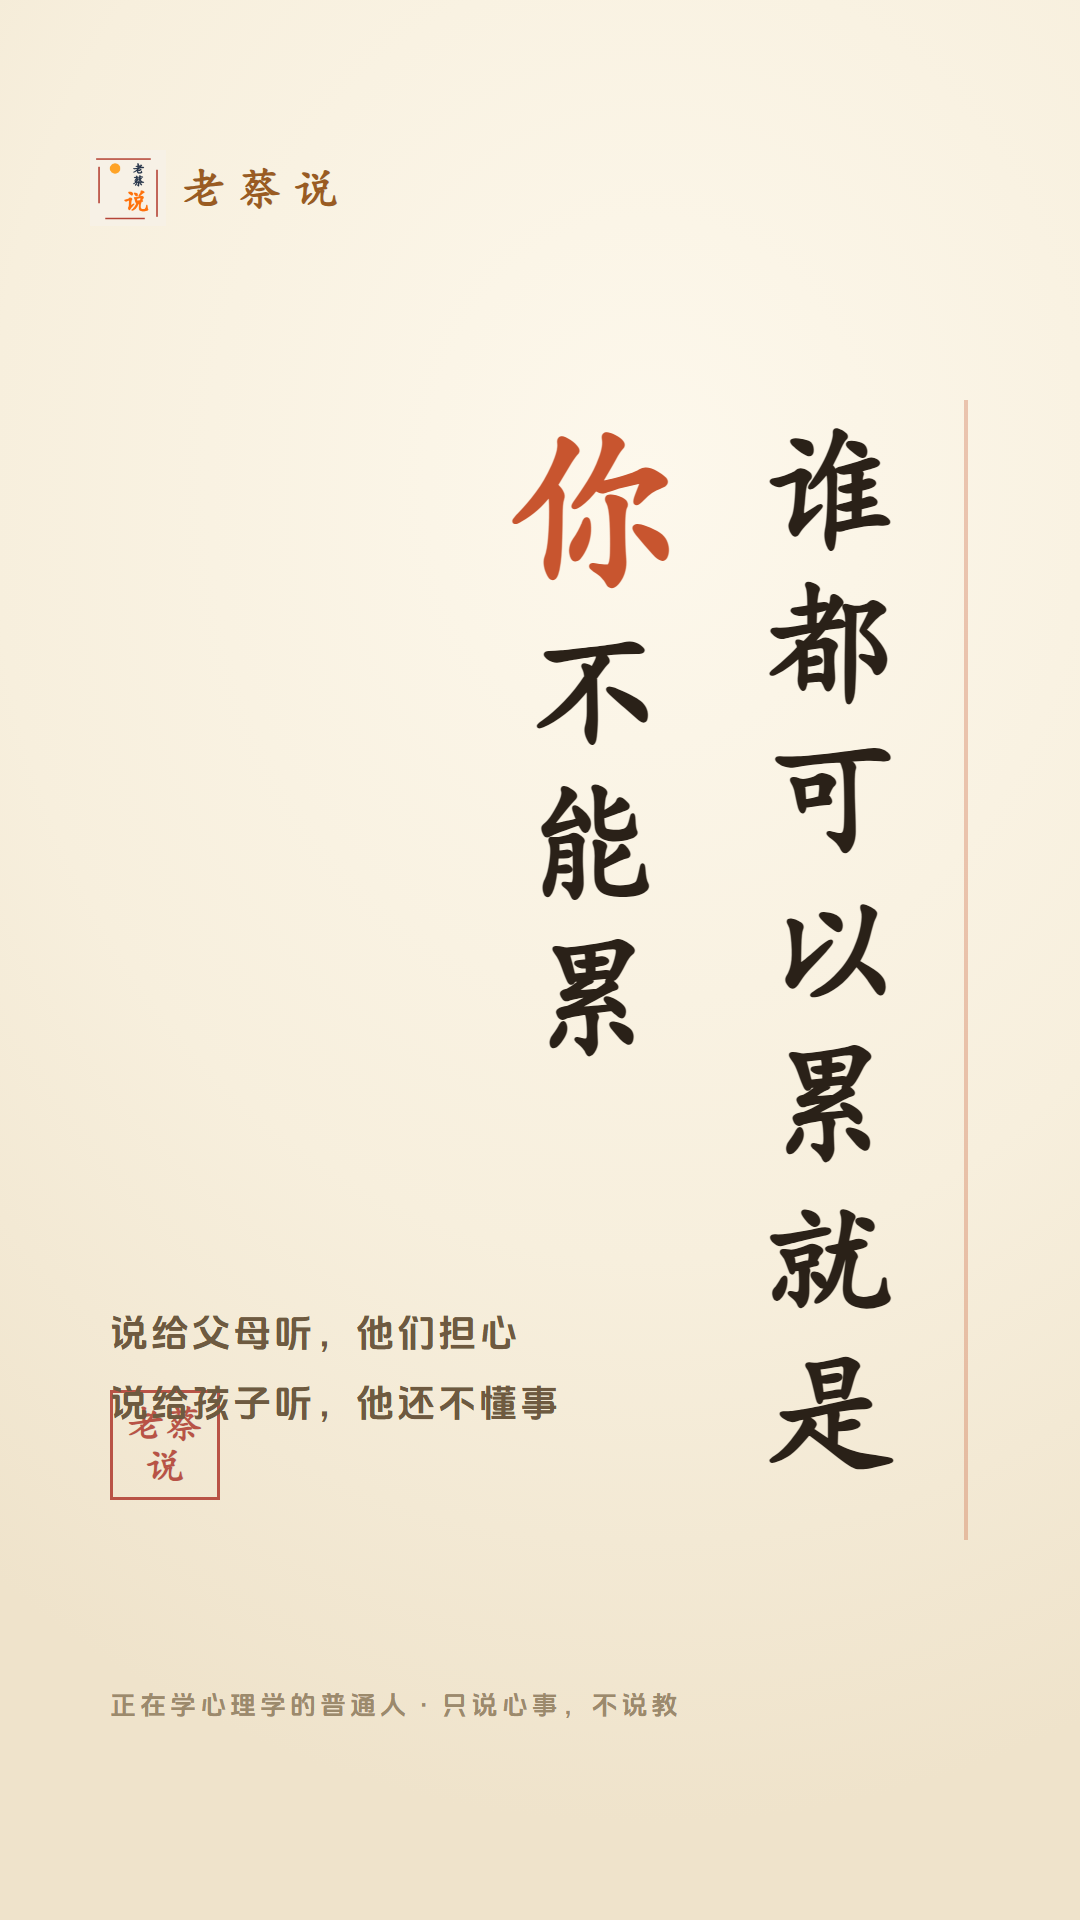 老蔡
说
老蔡说
谁都可以累就是
你不能累
说给父母听，他们担心
说给孩子听，他还不懂事
老蔡
说
正在学心理学的普通人·只说心事，不说教